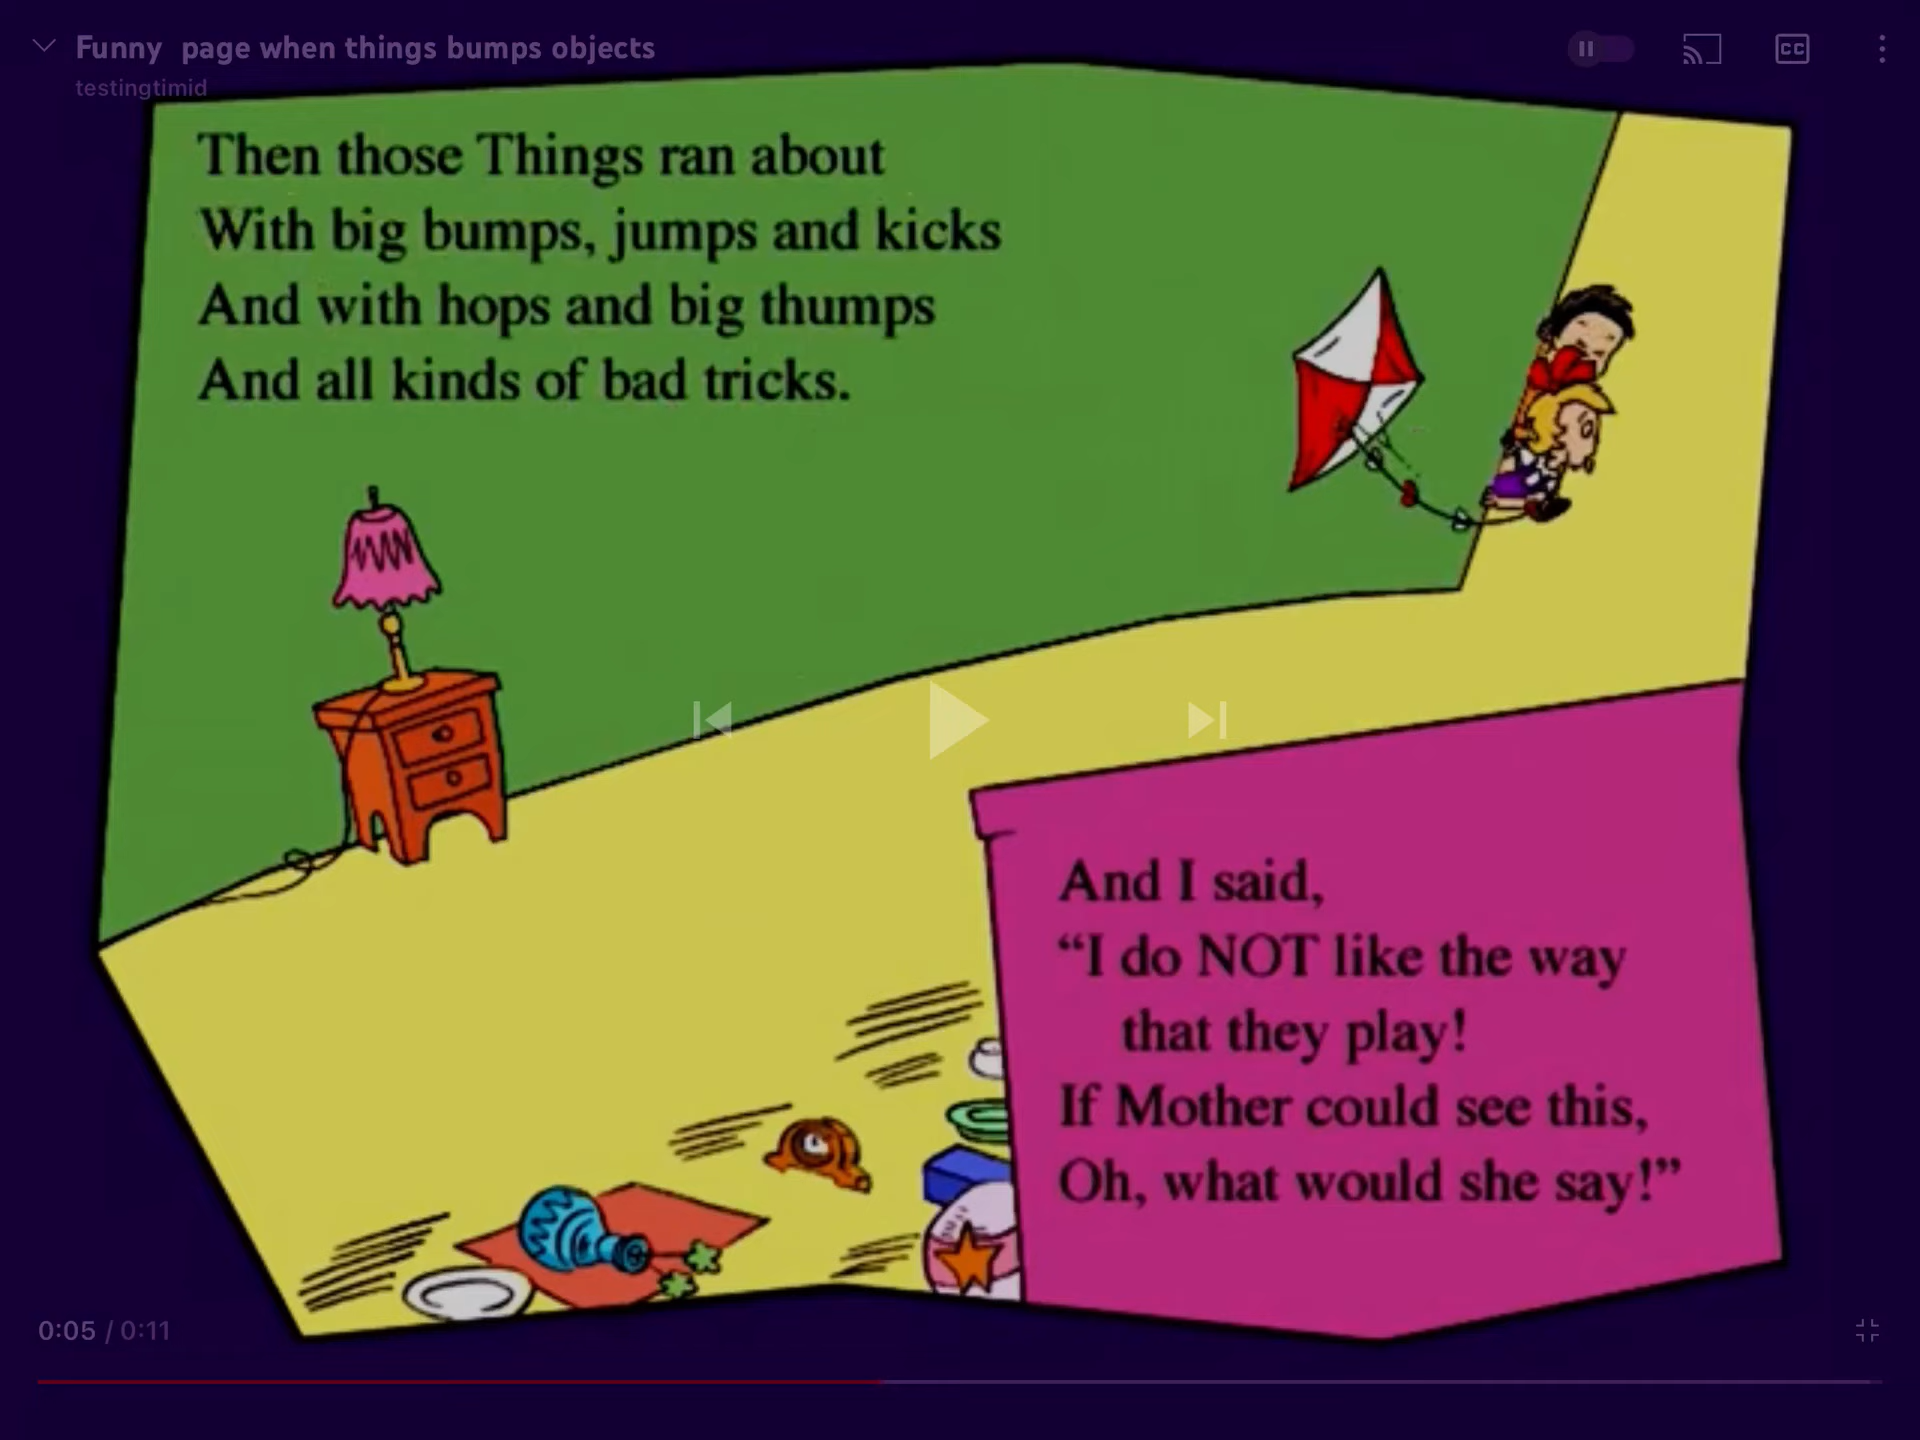 Funny page when things bumps objects
testingtimid
CC
Then those Things ran about
With big bumps, jumps and kicks
And with hops and big thumps
And all kinds of bad tricks.
And I said,
“I do NOT like the way
that they play!
If Mother could see this,
Oh, what would she say!”
0:05 / 0:11